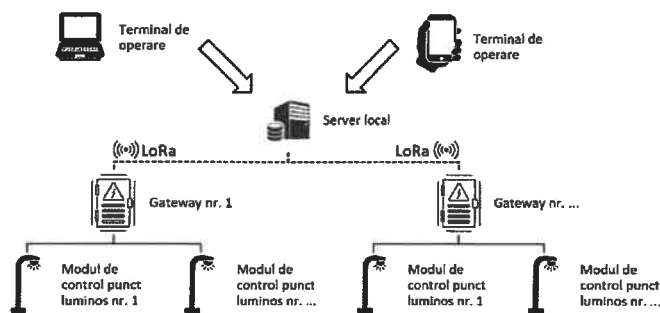 Terminal de
operare
Terminal de
operare
Server local
LoRa
LoRa
Gateway nr. 1
Gateway nr. ...
Modul de
control punct
luminos nr. 1
Modul de
control punct
luminos nr. ...
Modul de
control punct
luminos nr. 1
Modul de
control punct
luminos nr. ...